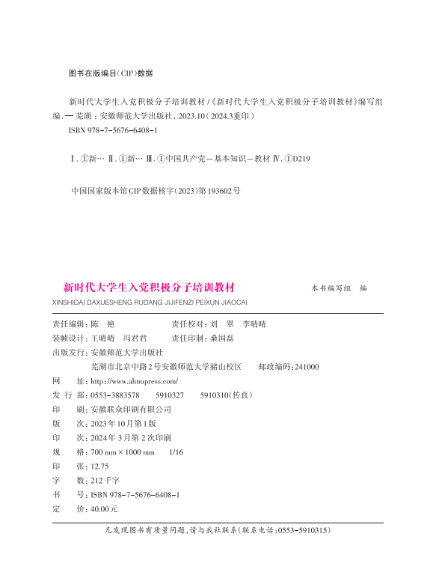 图书在版编目(CIP)数据
新时代大学生入党积极分子培训教材/《新时代大学生入党积极分子培训教材》编写组
编. — 芜湖 : 安徽师范大学出版社, 2023.10(2024.3重印)
ISBN 978-7-5676-6408-1
Ⅰ.①新… Ⅱ.①新… Ⅲ.①中国共产党—基本知识—教材 Ⅳ.①D219
中国国家版本馆CIP数据核字(2023)第193602号
新时代大学生入党积极分子培训教材 本书编写组 编
XINSHIDAI DAXUESHENG RUDANG JIJIFENZI PEIXUN JIAOCAI
责任编辑: 陈 艳 责任校对: 刘 翠 李晴晴
装帧设计: 王晴晴 冯君君 责任印制: 桑国磊
出版发行: 安徽师范大学出版社
芜湖市北京中路2号安徽师范大学赭山校区 邮政编码:241000
网 址: http://www.ahnupress.com/
发 行 部: 0553-3883578 5910327 5910310(传真)
印 刷: 安徽联众印刷有限公司
版 次: 2023年10月第1版
印 次: 2024年3月第2次印刷
规 格: 700 mm × 1000 mm 1/16
印 张: 12.75
字 数: 212千字
书 号: ISBN 978-7-5676-6408-1
定 价: 40.00元
凡发现图书有质量问题,请与我社联系(联系电话:0553-5910315)